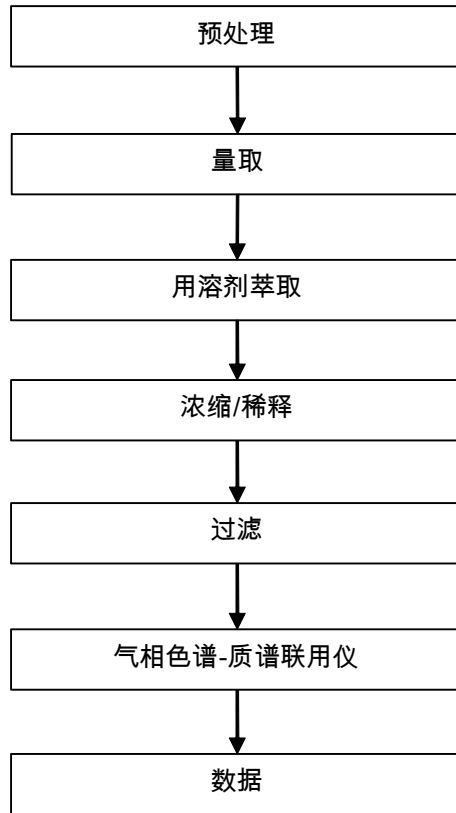 预处理
量取
用溶剂萃取
浓缩/稀释
过滤
气相色谱-质谱联用仪
数据